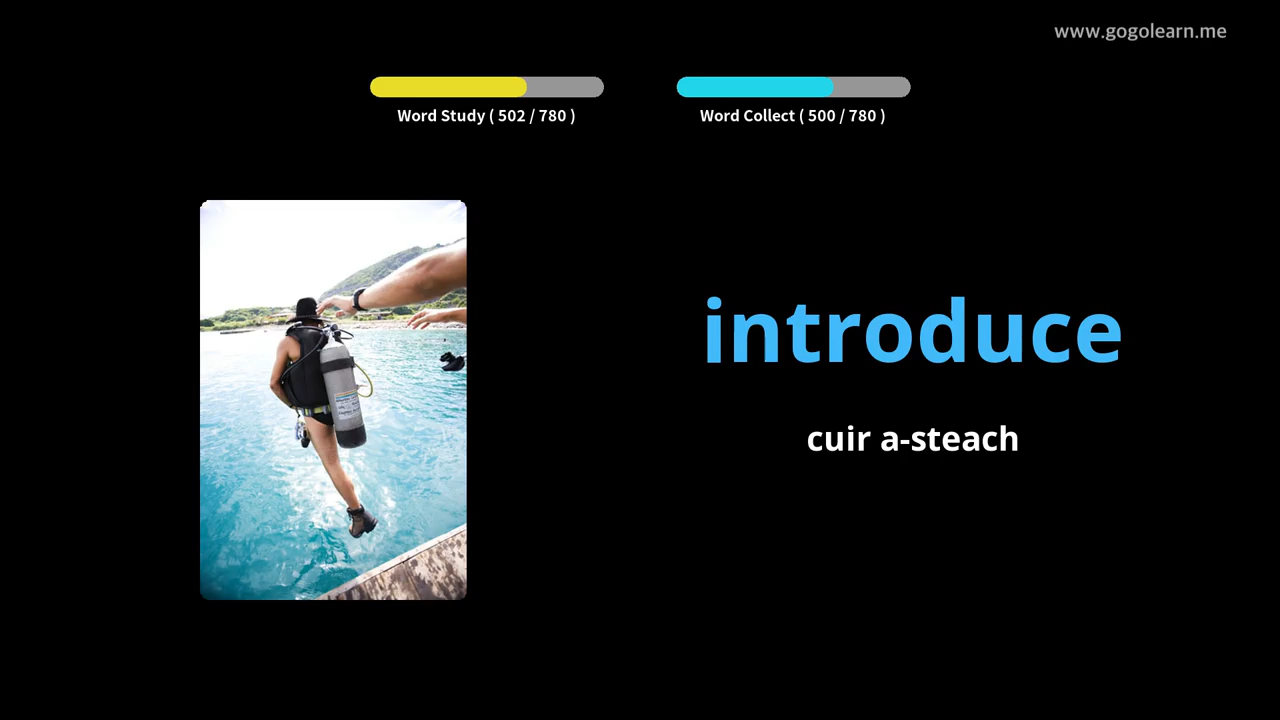 www.gogolearn.me
Word Study ( 502 / 780 )
Word Collect ( 500 / 780 )
introduce
cuir a-steach